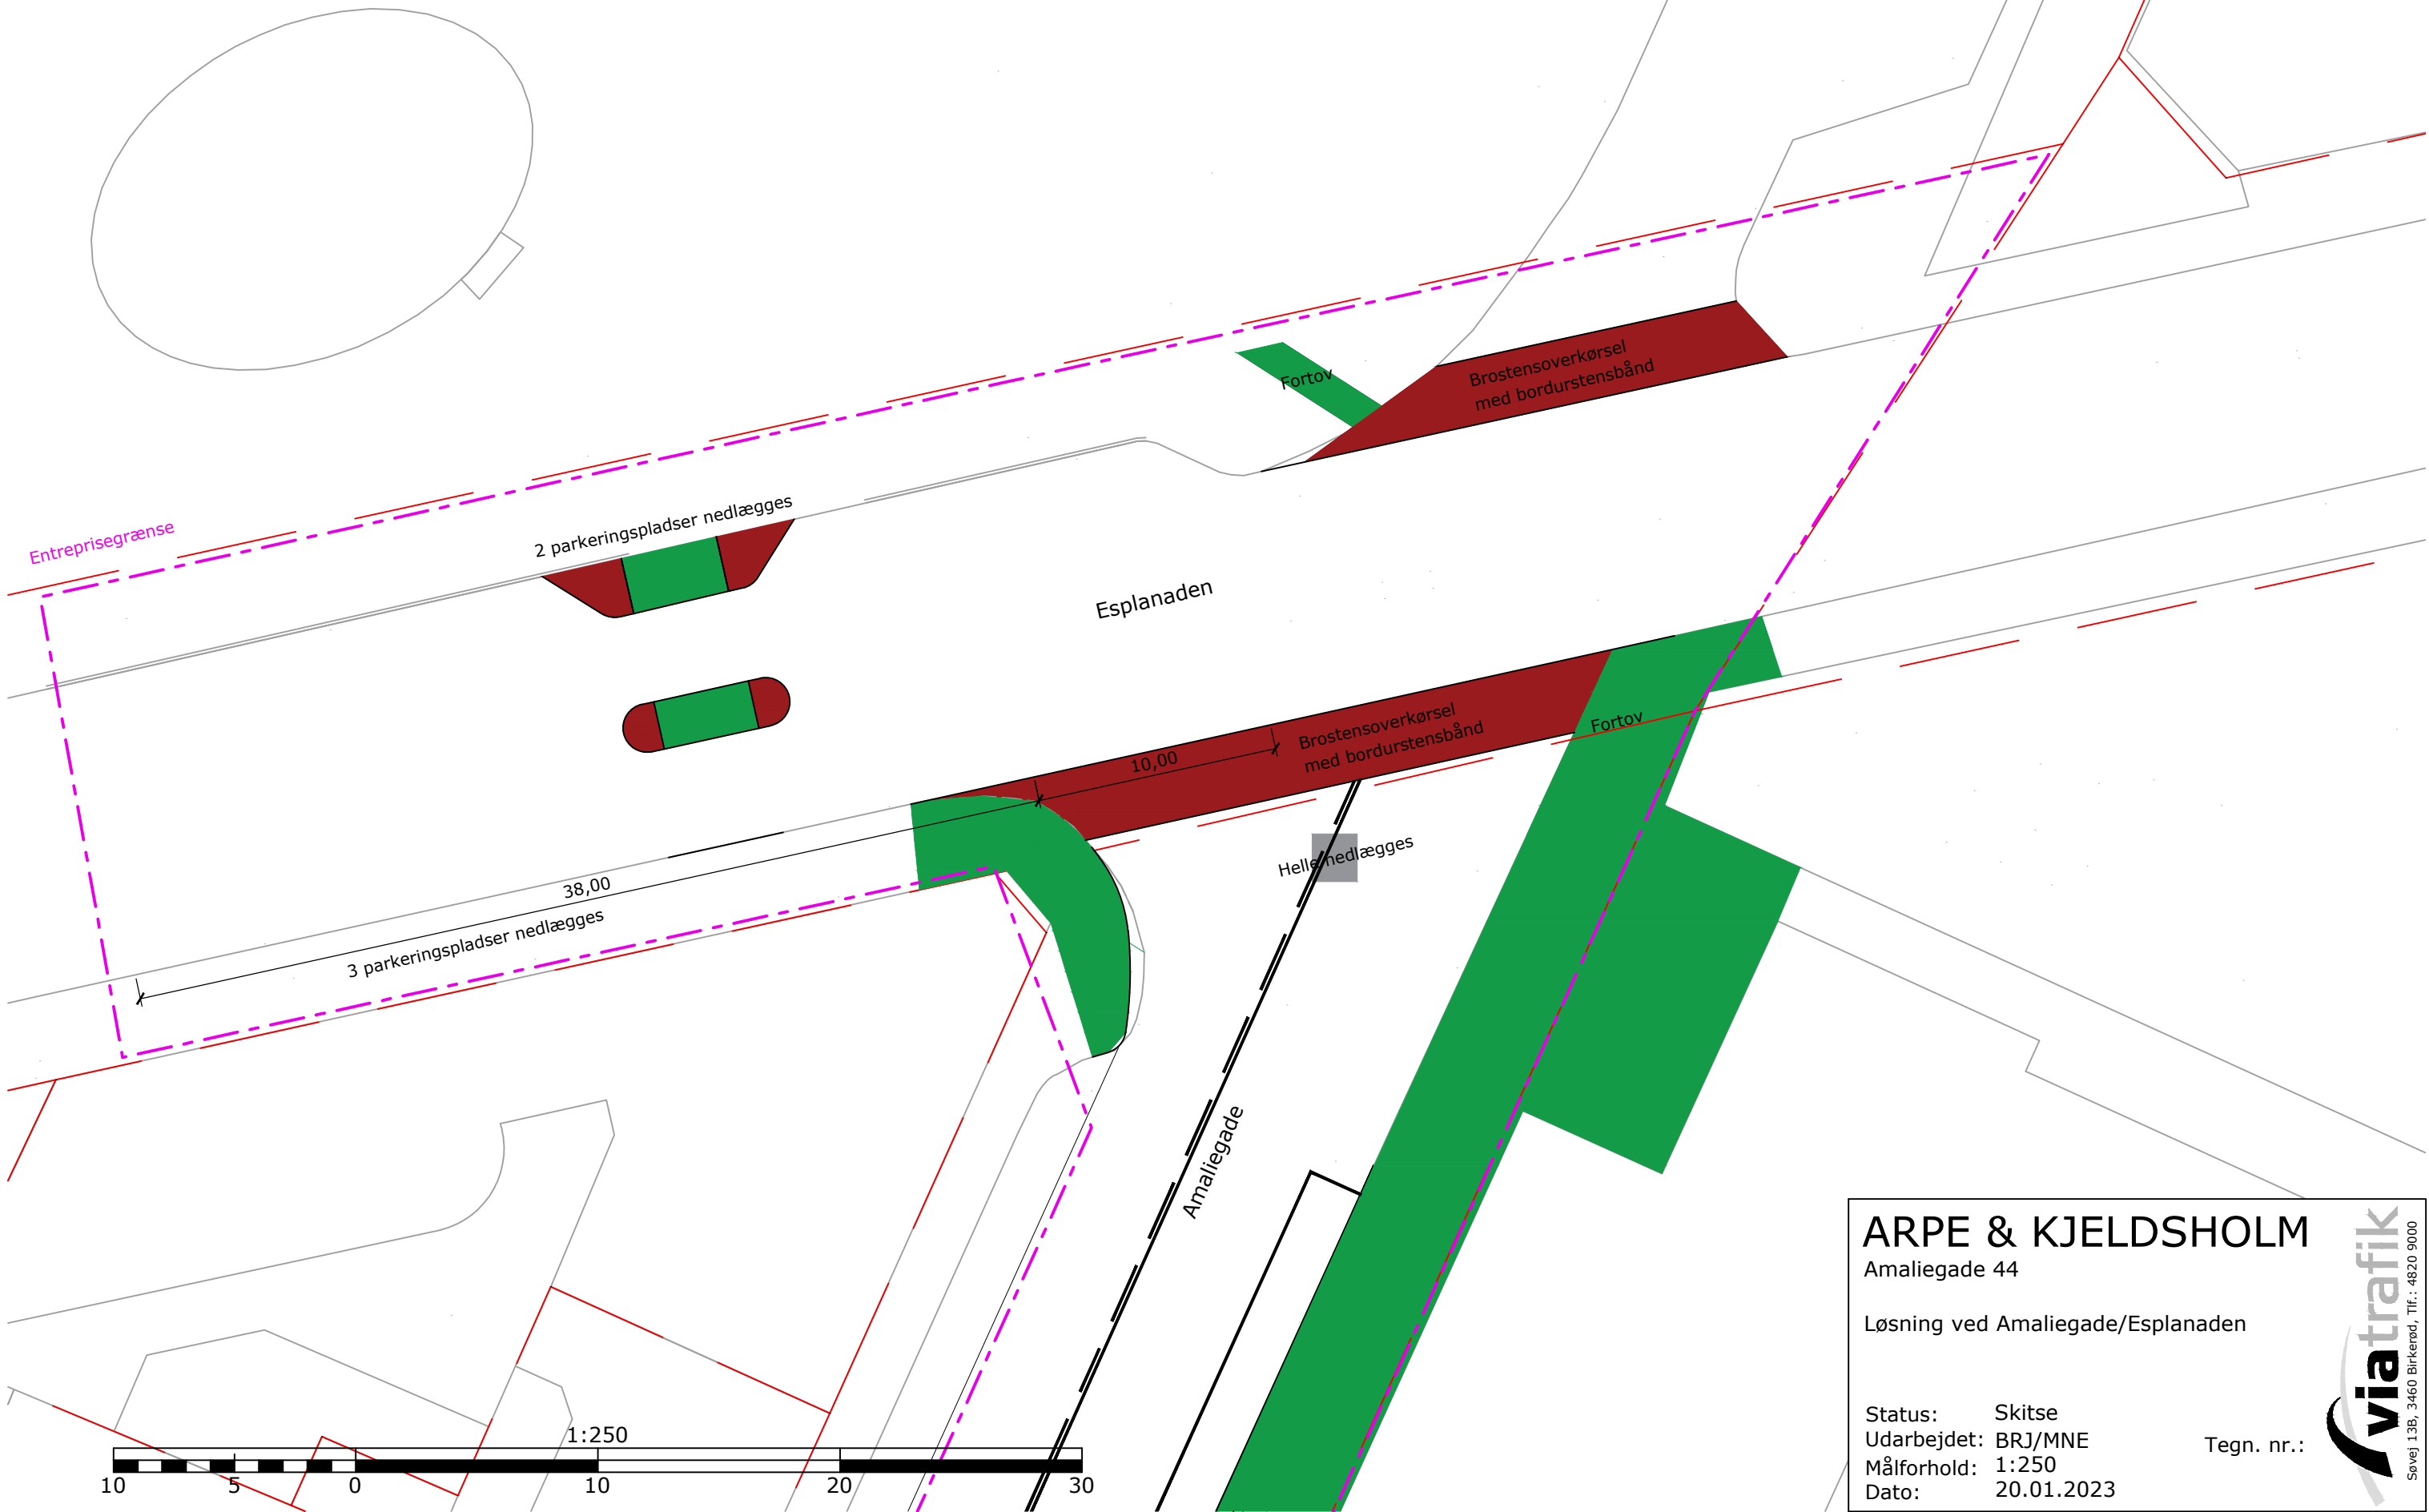 Fortov
Brostensoverkørsel
med bordurstensbånd
2 parkeringspladser nedlægges
Entreprisegrænse
Esplanaden
Brostensoverkørsel
med bordurstensbånd
10,00
Fortov
38,00
3 parkeringspladser nedlægges
Helle nedlægges
Amaliegade
1:250
10 5 0 10 20 30
ARPE & KJELDSHOLM
Amaliegade 44
Løsning ved Amaliegade/Esplanaden
Status: Skitse
Udarbejdet: BRJ/MNE
Målforhold: 1:250
Dato: 20.01.2023
Tegn. nr.:
viatrafik
Søvej 13B, 3460 Birkerød, Tlf.: 4820 9000